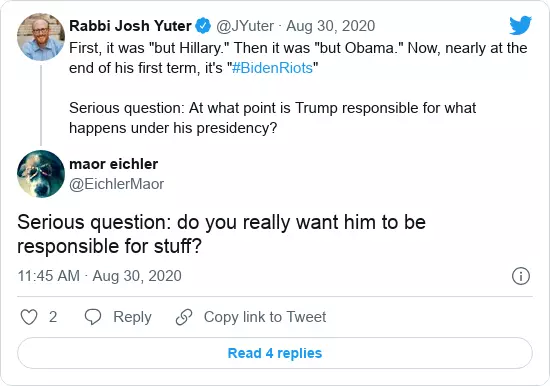 Rabbi Josh Yuter @JYuter · Aug 30, 2020
First, it was "but Hillary." Then it was "but Obama." Now, nearly at the
end of his first term, it's "#BidenRiots"
Serious question: At what point is Trump responsible for what
happens under his presidency?
maor eichler
@EichlerMaor
Serious question: do you really want him to be
responsible for stuff?
11:45 AM · Aug 30, 2020
2 Reply Copy link to Tweet
Read 4 replies